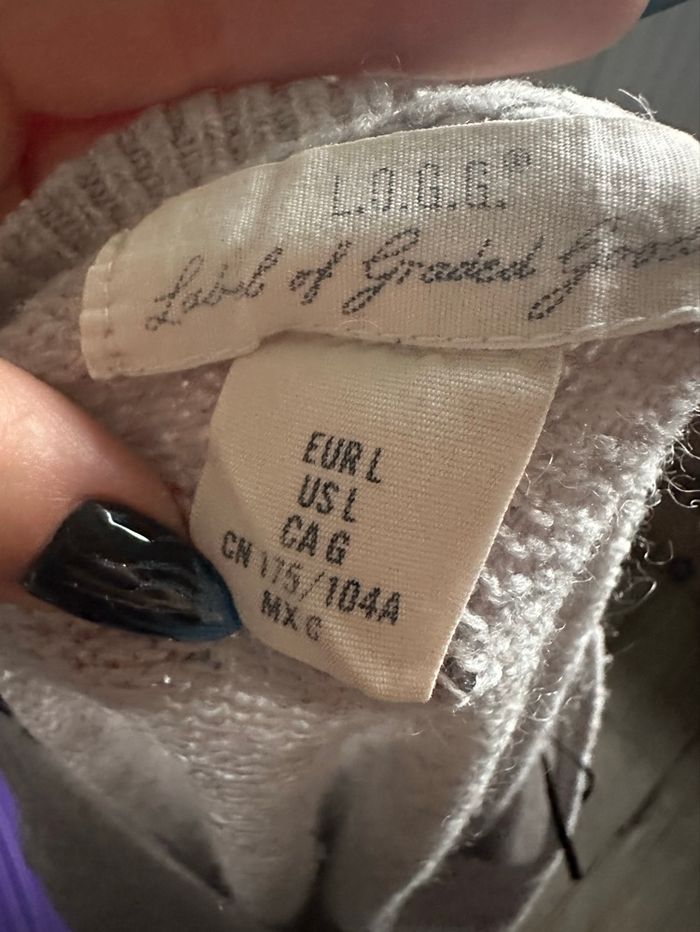 L.O.G.G.®
Label of Graded
EUR L
US L
CA G
CN 175/104A
MX G